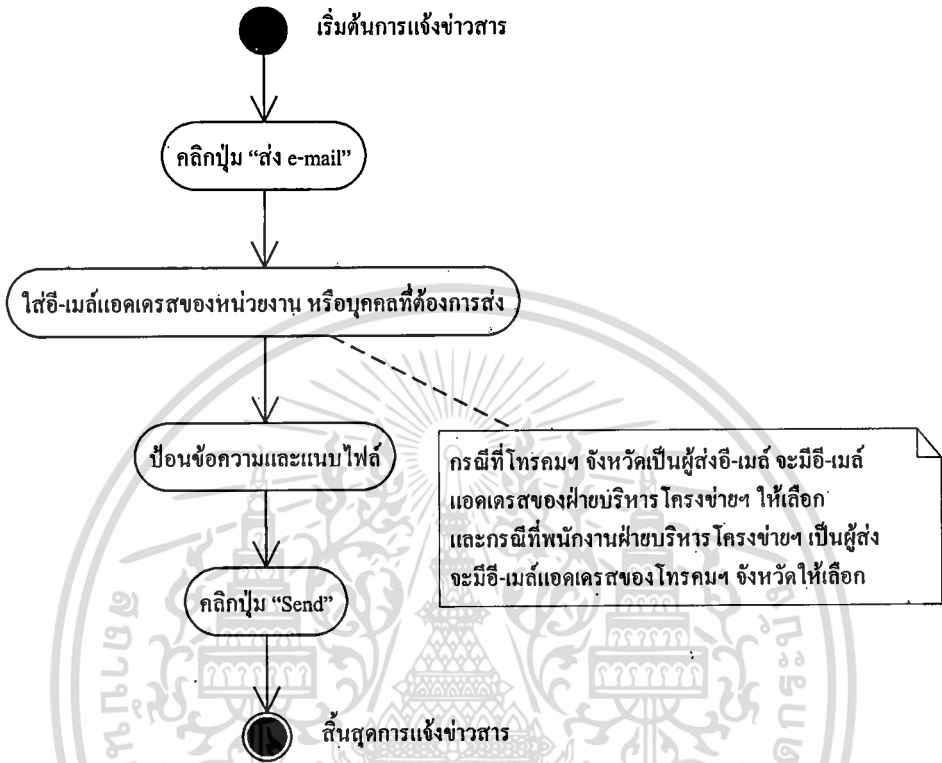 เริ่มต้นการแจ้งข่าวสาร
คลิกปุ่ม “ส่ง e-mail”
ใส่อี-เมล์แอดเดรสของหน่วยงาน หรือบุคคลที่ต้องการส่ง
ป้อนข้อความและแนบไฟล์
กรณีที่โทรคมฯ จังหวัดเป็นผู้ส่งอี-เมล์ จะมีอี-เมล์
แอดเดรสของฝ่ายบริหารโครงข่ายฯ ให้เลือก
และกรณีที่พนักงานฝ่ายบริหารโครงข่ายฯ เป็นผู้ส่ง
จะมีอี-เมล์แอดเดรสของโทรคมฯ จังหวัดให้เลือก
คลิกปุ่ม “Send”
สิ้นสุดการแจ้งข่าวสาร